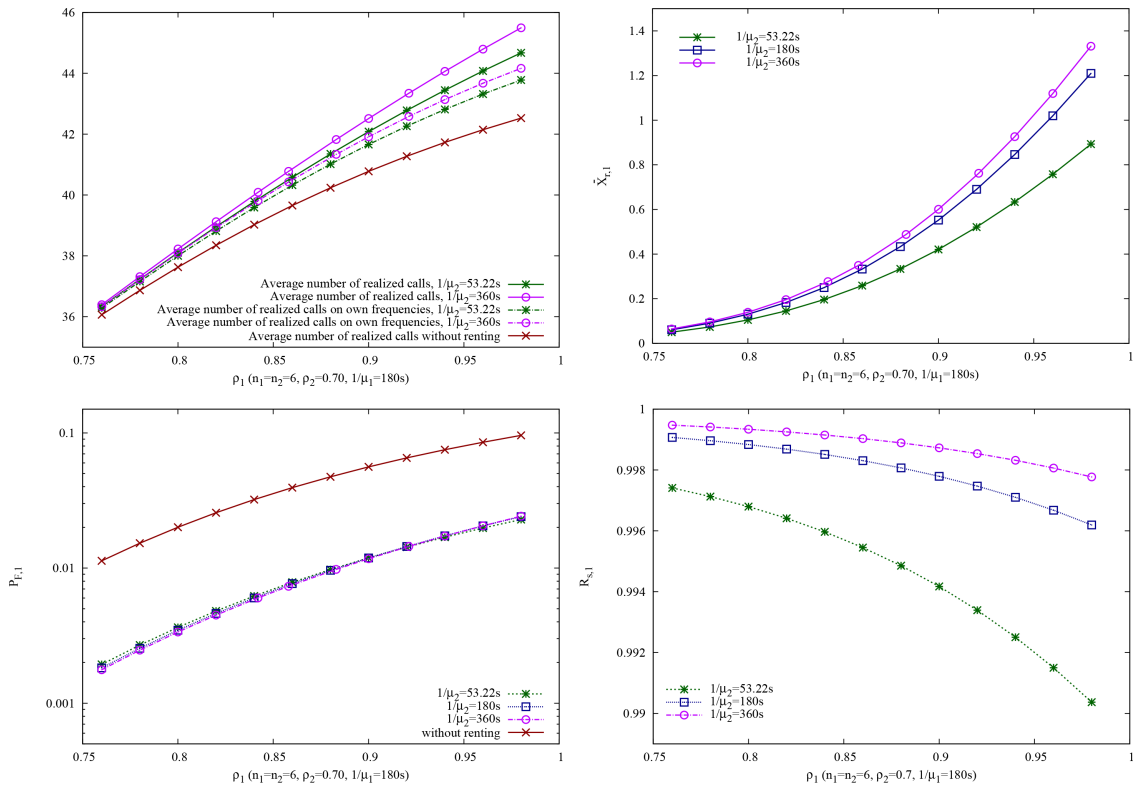 46
44
42
40
38
36
0.75
0.8
0.85
0.9
0.95
1
Average number of realized calls, 1/μ2=53.22s
Average number of realized calls, 1/μ2=360s
Average number of realized calls on own frequencies, 1/μ2=53.22s
Average number of realized calls on own frequencies, 1/μ2=360s
Average number of realized calls without renting
ρ1 (n1=n2=6, ρ2=0.70, 1/μ1=180s)
1.4
1.2
1
0.8
0.6
0.4
0.2
0
X̄r,1
1/μ2=53.22s
1/μ2=180s
1/μ2=360s
0.75
0.8
0.85
0.9
0.95
1
ρ1 (n1=n2=6, ρ2=0.70, 1/μ1=180s)
0.1
0.01
0.001
PF,1
1/μ2=53.22s
1/μ2=180s
1/μ2=360s
without renting
0.75
0.8
0.85
0.9
0.95
1
ρ1 (n1=n2=6, ρ2=0.70, 1/μ1=180s)
1
0.998
0.996
0.994
0.992
0.99
Rs,1
1/μ2=53.22s
1/μ2=180s
1/μ2=360s
0.75
0.8
0.85
0.9
0.95
1
ρ1 (n1=n2=6, ρ2=0.7, 1/μ1=180s)